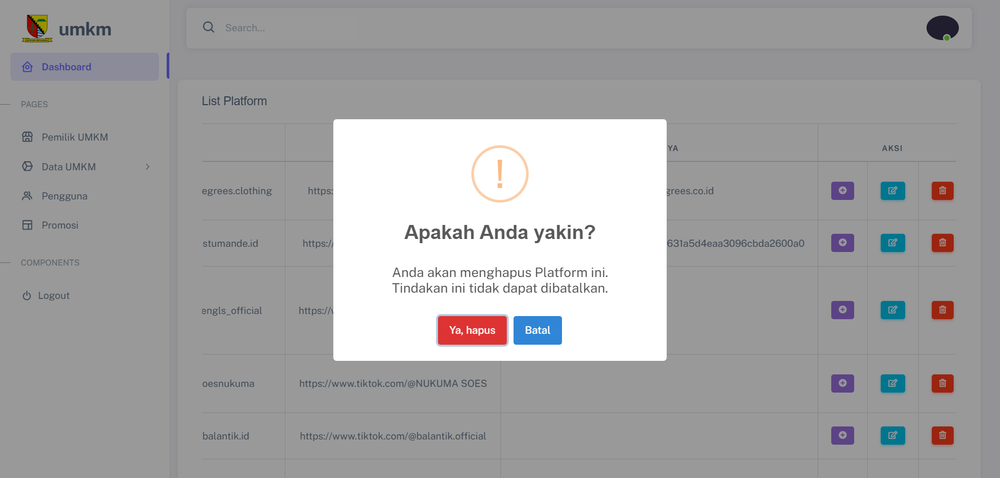 umkm
Search...
Dashboard
PAGES
Pemilik UMKM
Data UMKM
Pengguna
Promosi
COMPONENTS
Logout
List Platform
YA
AKSI
egrees.clothing
https:
grees.co.id
stumande.id
https:/
631a5d4eaa3096cbda2600a0
engls_official
https://
oesnukuma
https://www.tiktok.com/@NUKUMA SOES
balantik.id
https://www.tiktok.com/@balantik.official
!
Apakah Anda yakin?
Anda akan menghapus Platform ini.
Tindakan ini tidak dapat dibatalkan.
Ya, hapus
Batal